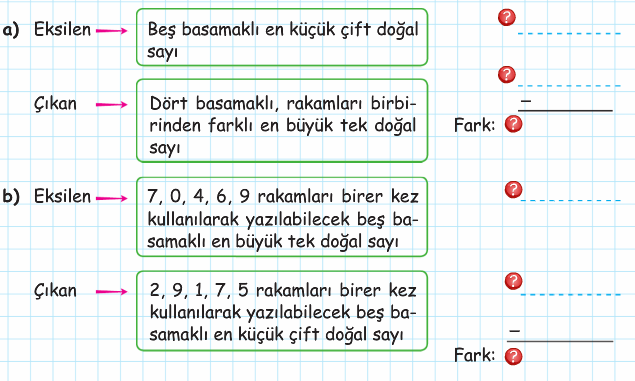 a) Eksilen
Beş basamaklı en küçük çift doğal
sayı
?
?
Çıkan
Dört basamaklı, rakamları birbi-
rinden farklı en büyük tek doğal
sayı
–
Fark: ?
b) Eksilen
7, 0, 4, 6, 9 rakamları birer kez
kullanılarak yazılabilecek beş ba-
samaklı en büyük tek doğal sayı
?
Çıkan
2, 9, 1, 7, 5 rakamları birer kez
kullanılarak yazılabilecek beş ba-
samaklı en küçük çift doğal sayı
?
–
Fark: ?